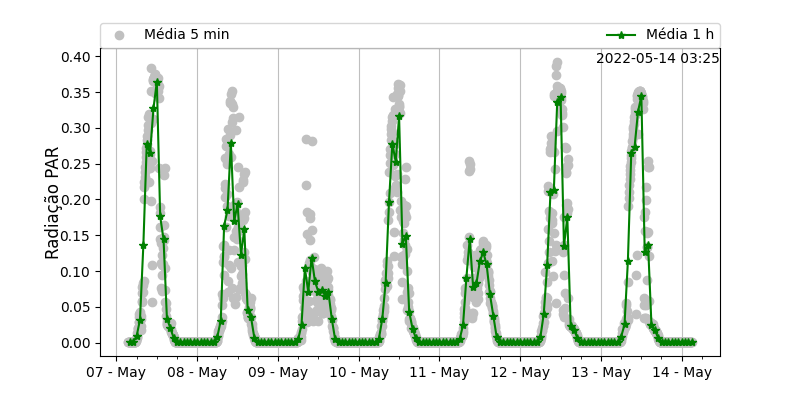 Média 5 min
Média 1 h
2022-05-14 03:25
Radiação PAR
0.40
0.35
0.30
0.25
0.20
0.15
0.10
0.05
0.00
07 - May 08 - May 09 - May 10 - May 11 - May 12 - May 13 - May 14 - May